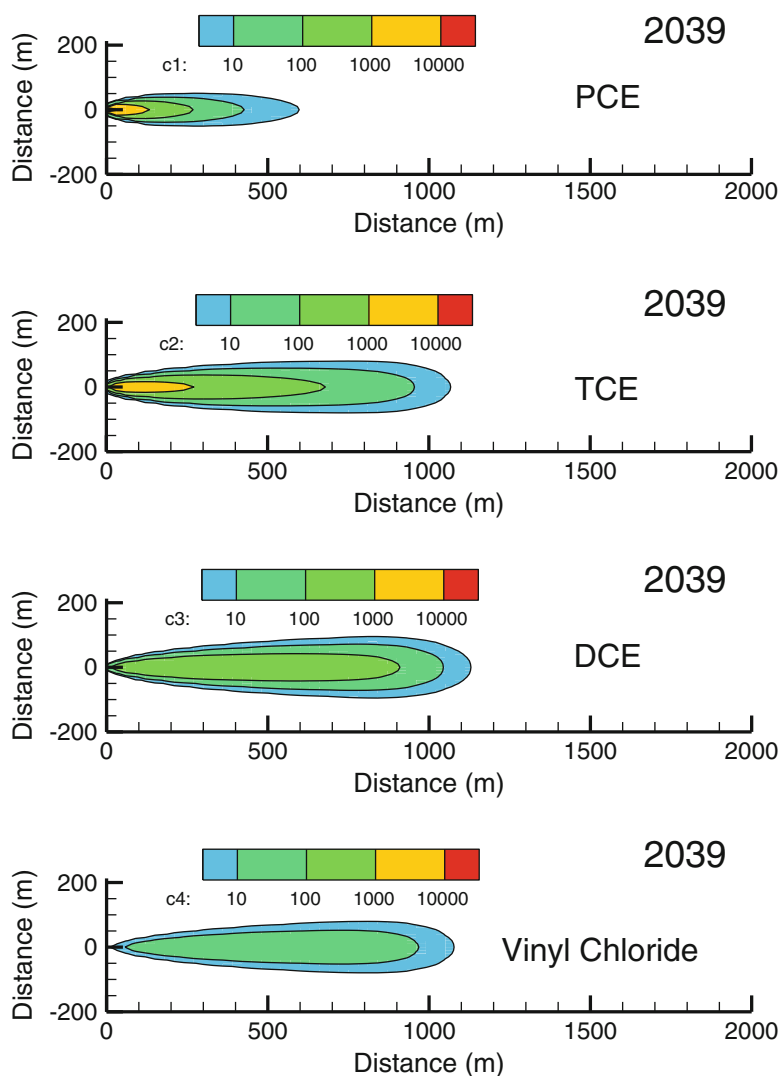 2039
c1: 10 100 1000 10000
PCE
Distance (m)
200
0
-200
0 500 1000 1500 2000
Distance (m)
2039
c2: 10 100 1000 10000
TCE
Distance (m)
200
0
-200
0 500 1000 1500 2000
Distance (m)
2039
c3: 10 100 1000 10000
DCE
Distance (m)
200
0
-200
0 500 1000 1500 2000
Distance (m)
2039
c4: 10 100 1000 10000
Vinyl Chloride
Distance (m)
200
0
-200
0 500 1000 1500 2000
Distance (m)